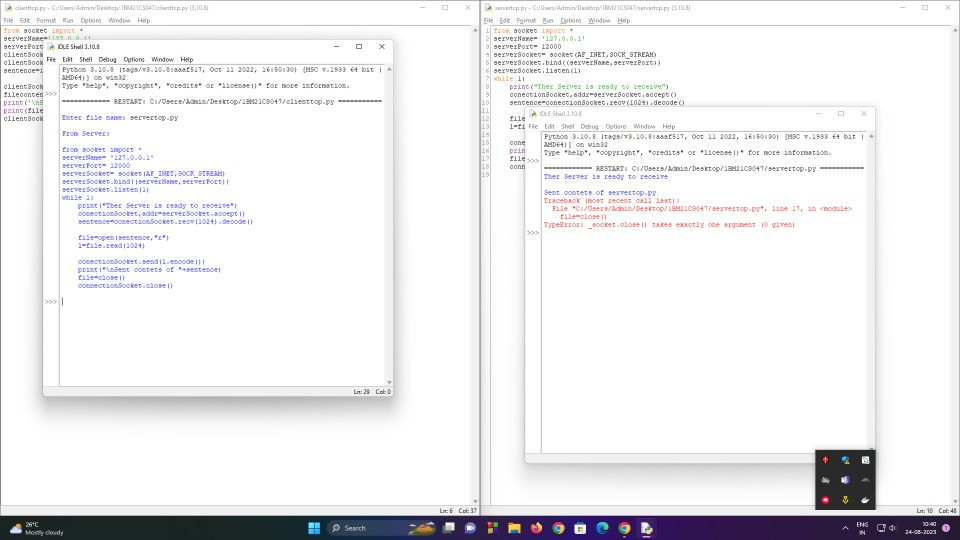 clienttcp.py - C:/Users/Admin/Desktop/1BM21CS047/clienttcp.py (3.10.8)
File Edit Format Run Options Window Help
from socket import *
serverName='127.0.0.1'
serverPort
clientSoc
clientSoc
sentence=i
clientSoc
fileconten
print('\nF
print(file
clientSoc
Ln: 6 Col: 37
IDLE Shell 3.10.8
File Edit Shell Debug Options Window Help
Python 3.10.8 (tags/v3.10.8:aaaf517, Oct 11 2022, 16:50:30) [MSC v.1933 64 bit (
AMD64)] on win32
Type "help", "copyright", "credits" or "license()" for more information.
>>>
=========== RESTART: C:/Users/Admin/Desktop/1BM21CS047/clienttcp.py ===========
Enter file name: servertcp.py
From Server:
from socket import *
serverName= '127.0.0.1'
serverPort= 12000
serverSocket= socket(AF_INET,SOCK_STREAM)
serverSocket.bind((serverName,serverPort))
serverSocket.listen(1)
while 1:
print("Ther Server is ready to receive")
conectionSocket,addr=serverSocket.accept()
sentence=conectionSocket.recv(1024).decode()
file=open(sentence,"r")
l=file.read(1024)
conectionSocket.send(l.encode())
print("\nSent contets of "+sentence)
file=close()
connectionSocket.close()
>>>
Ln: 29 Col: 0
servertcp.py - C:/Users/Admin/Desktop/1BM21CS047/servertcp.py (3.10.8)
File Edit Format Run Options Window Help
1 from socket import *
2 serverName= '127.0.0.1'
3 serverPort= 12000
4 serverSocket= socket(AF_INET,SOCK_STREAM)
5 serverSocket.bind((serverName,serverPort))
6 serverSocket.listen(1)
7 while 1:
8 print("Ther Server is ready to receive")
9 conectionSocket,addr=serverSocket.accept()
10 sentence=conectionSocket.recv(1024).decode()
11
12 file
13 l=fi
14
15 cone
16 prin
17 file
18 conn
19
Ln: 10 Col: 48
IDLE Shell 3.10.8
File Edit Shell Debug Options Window Help
Python 3.10.8 (tags/v3.10.8:aaaf517, Oct 11 2022, 16:50:30) [MSC v.1933 64 bit (
AMD64)] on win32
Type "help", "copyright", "credits" or "license()" for more information.
>>>
============ RESTART: C:/Users/Admin/Desktop/1BM21CS047/servertcp.py ===========
Ther Server is ready to receive
Sent contets of servertcp.py
Traceback (most recent call last):
File "C:/Users/Admin/Desktop/1BM21CS047/servertcp.py", line 17, in <module>
file=close()
TypeError: _socket.close() takes exactly one argument (0 given)
>>>
26°C
Mostly cloudy
Search
ENG
IN
10:40
24-08-2023
1